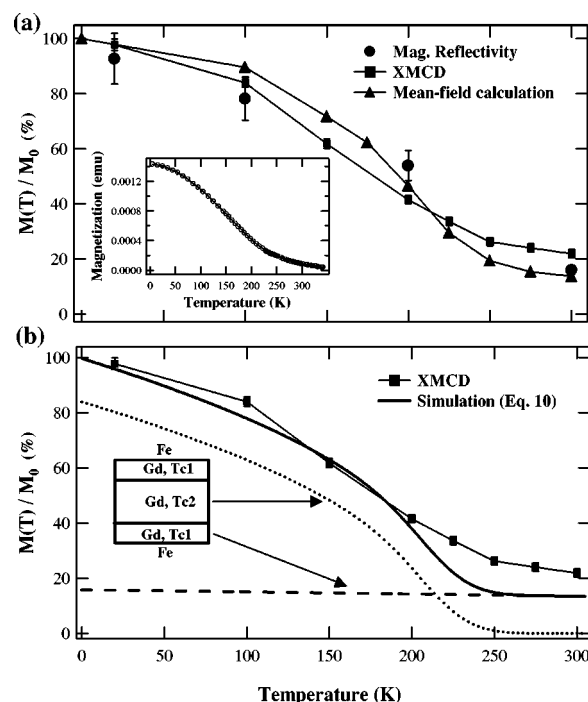 (a)
100
80
60
40
20
0
M(T) / M0 (%)
Mag. Reflectivity
XMCD
Mean-field calculation
Magnetization (emu)
0.0012
0.0008
0.0004
0.0000
0 50 100 150 200 250 300
Temperature (K)
(b)
100
80
60
40
20
0
M(T) / M0 (%)
XMCD
Simulation (Eq. 10)
Fe
Gd, Tc1
Gd, Tc2
Gd, Tc1
Fe
0 50 100 150 200 250 300
Temperature (K)